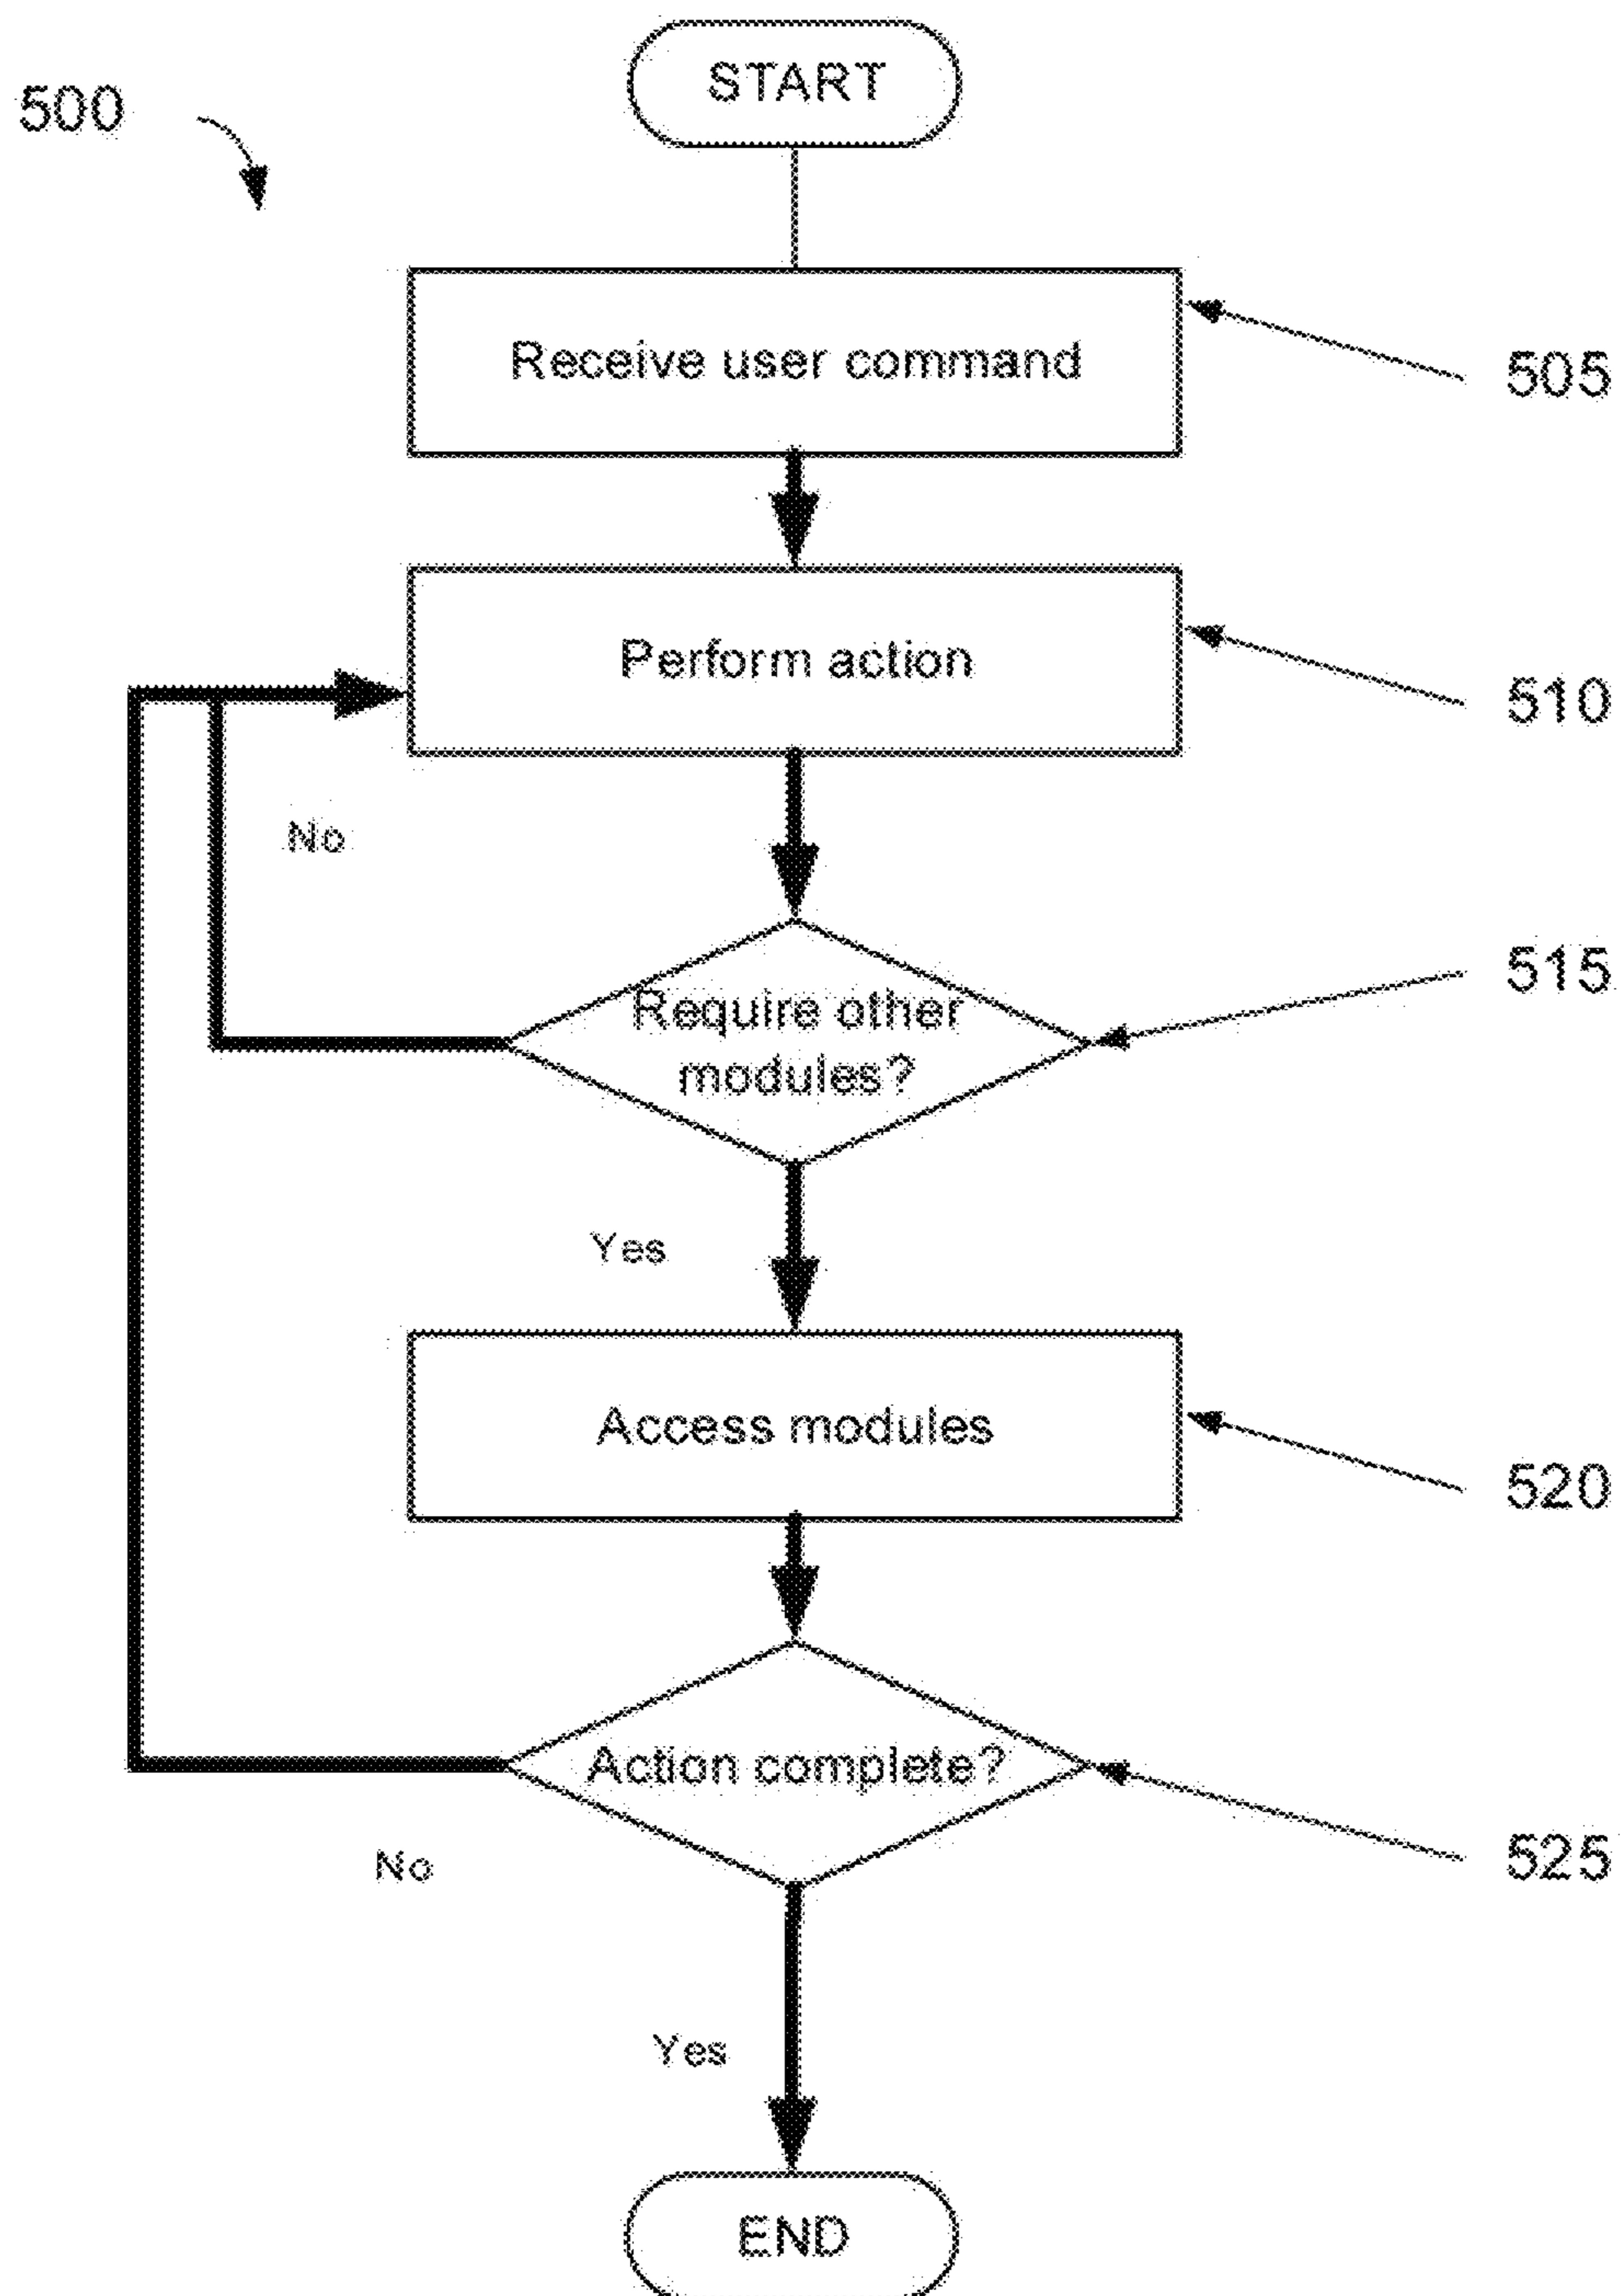 START
500
Receive user command
505
Perform action
510
No
Require other
modules?
515
Yes
Access modules
520
Action complete?
525
No
Yes
END